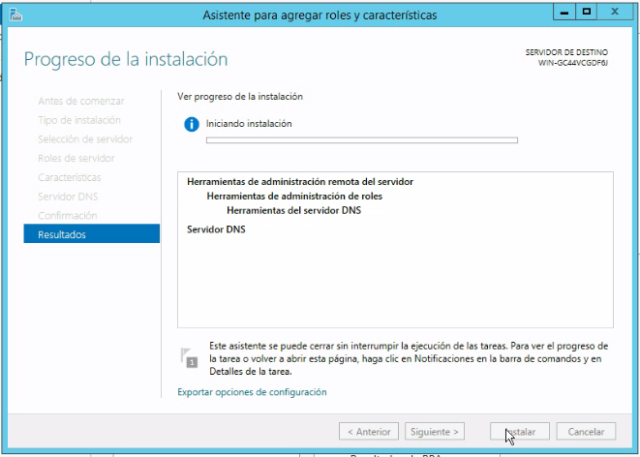 Asistente para agregar roles y características
Progreso de la instalación
SERVIDOR DE DESTINO
WIN-GC44VCGDF6J
Antes de comenzar
Tipo de instalación
Selección de servidor
Roles de servidor
Características
Servidor DNS
Confirmación
Resultados
Ver progreso de la instalación
Iniciando instalación
Herramientas de administración remota del servidor
Herramientas de administración de roles
Herramientas del servidor DNS
Servidor DNS
1
Este asistente se puede cerrar sin interrumpir la ejecución de las tareas. Para ver el progreso de
la tarea o volver a abrir esta página, haga clic en Notificaciones en la barra de comandos y en
Detalles de la tarea.
Exportar opciones de configuración
< Anterior
Siguiente >
Instalar
Cancelar